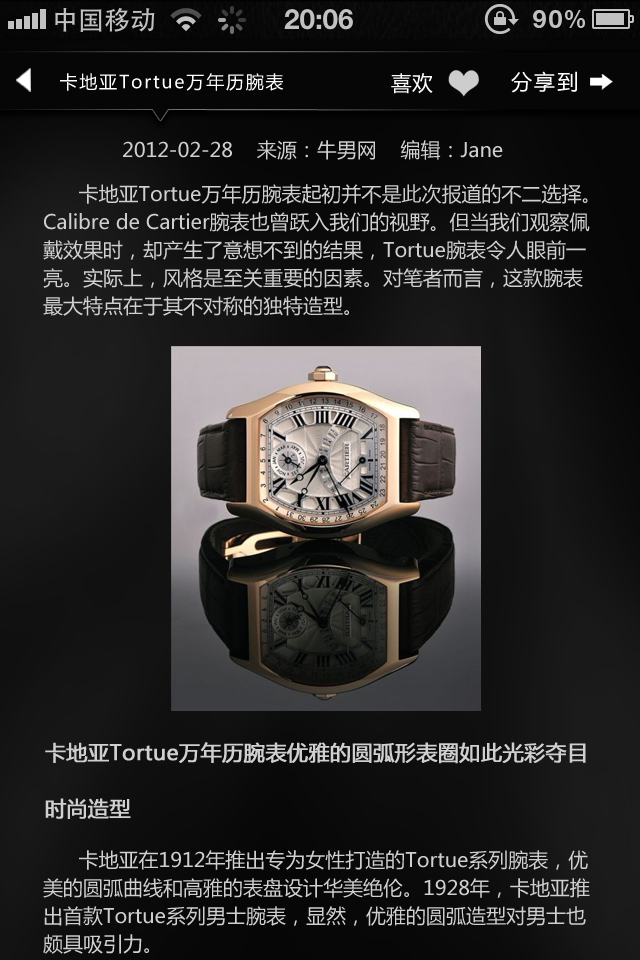 中国移动 20:06 90%
卡地亚Tortue万年历腕表 喜欢 分享到
2012-02-28 来源：牛男网 编辑：Jane
卡地亚Tortue万年历腕表起初并不是此次报道的不二选择。
Calibre de Cartier腕表也曾跃入我们的视野。但当我们观察佩
戴效果时，却产生了意想不到的结果，Tortue腕表令人眼前一
亮。实际上，风格是至关重要的因素。对笔者而言，这款腕表
最大特点在于其不对称的独特造型。
CARTIER
卡地亚Tortue万年历腕表优雅的圆弧形表圈如此光彩夺目
时尚造型
卡地亚在1912年推出专为女性打造的Tortue系列腕表，优
美的圆弧曲线和高雅的表盘设计华美绝伦。1928年，卡地亚推
出首款Tortue系列男士腕表，显然，优雅的圆弧造型对男士也
颇具吸引力。